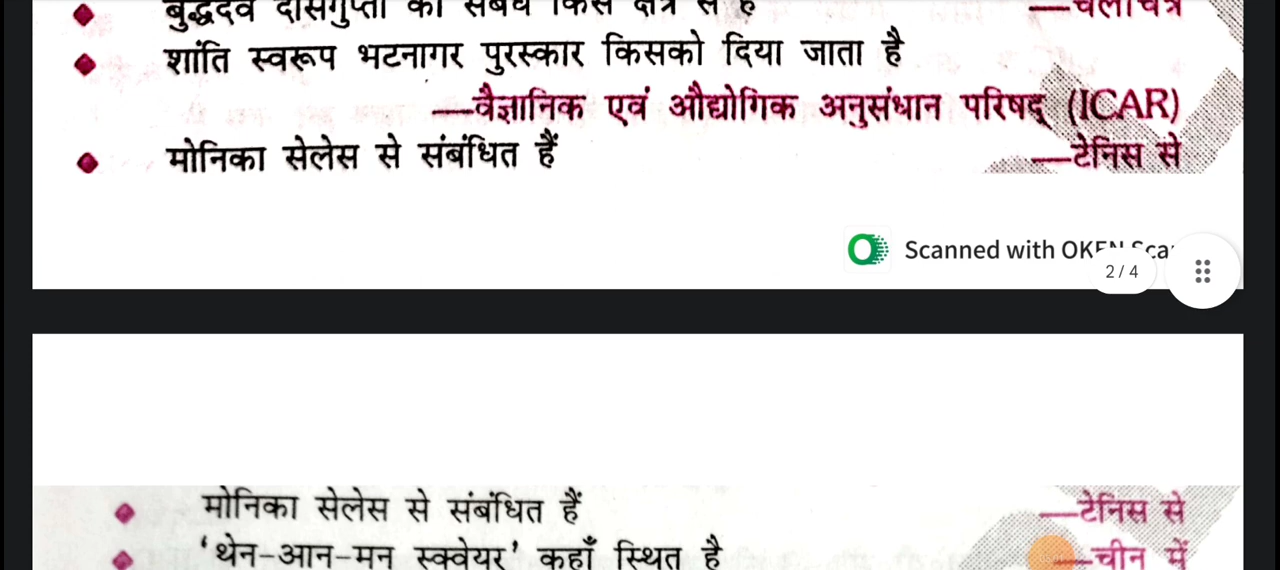 बुद्धदेव दासगुप्ता का संबंध किस क्षेत्र से है —चलचित्र
शांति स्वरूप भटनागर पुरस्कार किसको दिया जाता है
—वैज्ञानिक एवं औद्योगिक अनुसंधान परिषद् (ICAR)
मोनिका सेलेस से संबंधित हैं —टेनिस से
Scanned with OKEN Sca
2 / 4
मोनिका सेलेस से संबंधित हैं —टेनिस से
‘थेन-आन-मन स्क्वेयर’ कहाँ स्थित है —चीन में